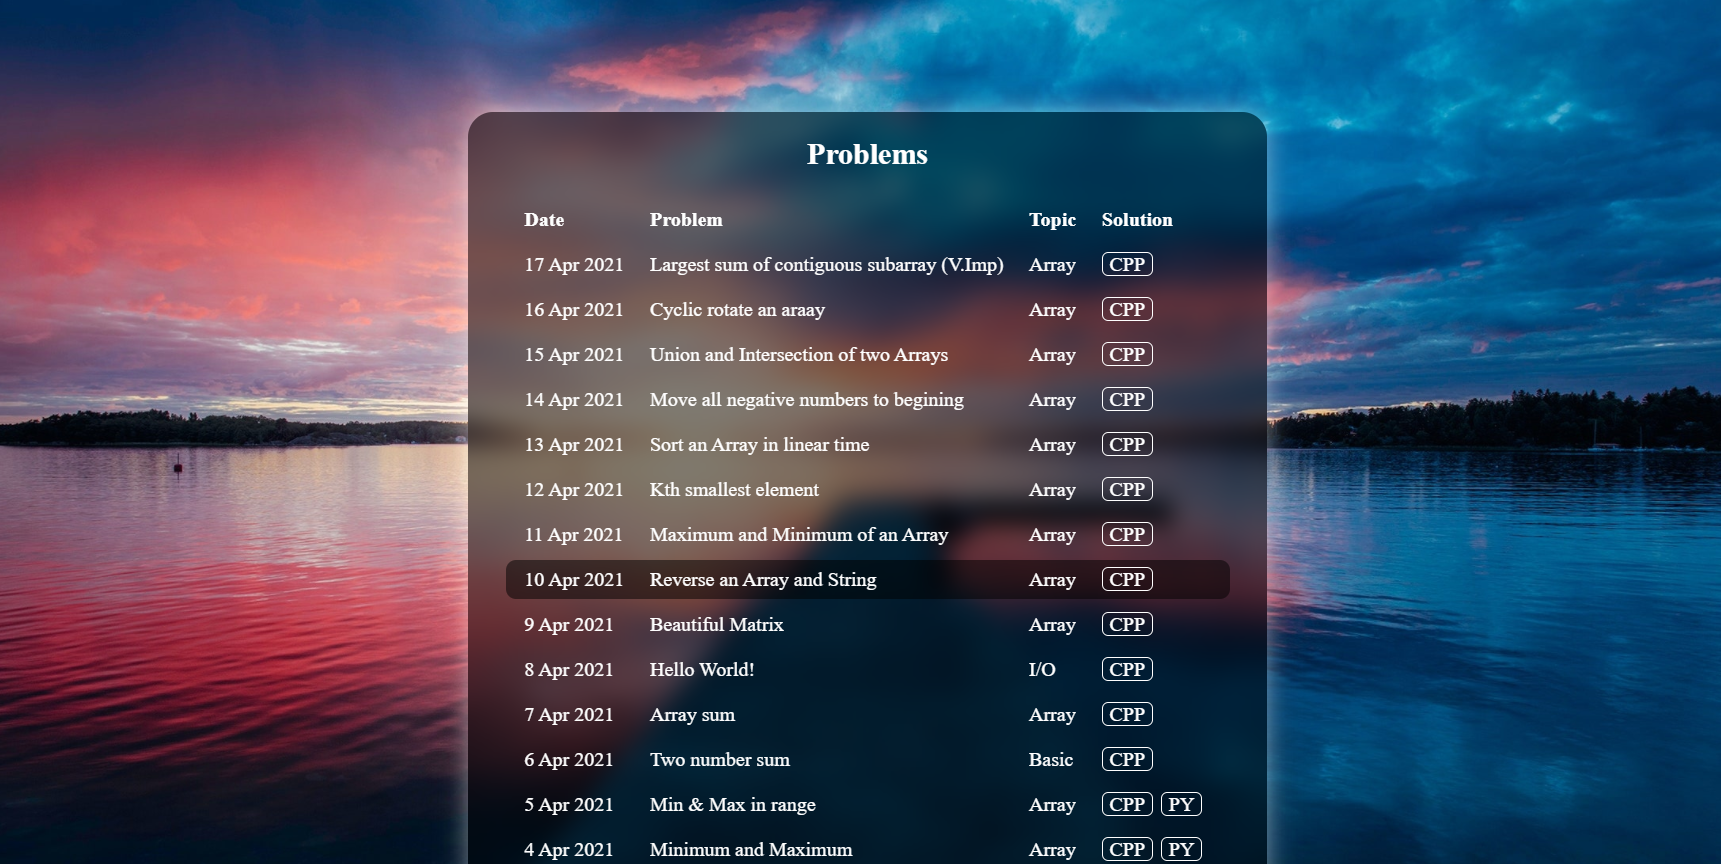 Problems
Date Problem Topic Solution
17 Apr 2021 Largest sum of contiguous subarray (V.Imp) Array CPP
16 Apr 2021 Cyclic rotate an araay Array CPP
15 Apr 2021 Union and Intersection of two Arrays Array CPP
14 Apr 2021 Move all negative numbers to begining Array CPP
13 Apr 2021 Sort an Array in linear time Array CPP
12 Apr 2021 Kth smallest element Array CPP
11 Apr 2021 Maximum and Minimum of an Array Array CPP
10 Apr 2021 Reverse an Array and String Array CPP
9 Apr 2021 Beautiful Matrix Array CPP
8 Apr 2021 Hello World! I/O CPP
7 Apr 2021 Array sum Array CPP
6 Apr 2021 Two number sum Basic CPP
5 Apr 2021 Min & Max in range Array CPP PY
4 Apr 2021 Minimum and Maximum Array CPP PY